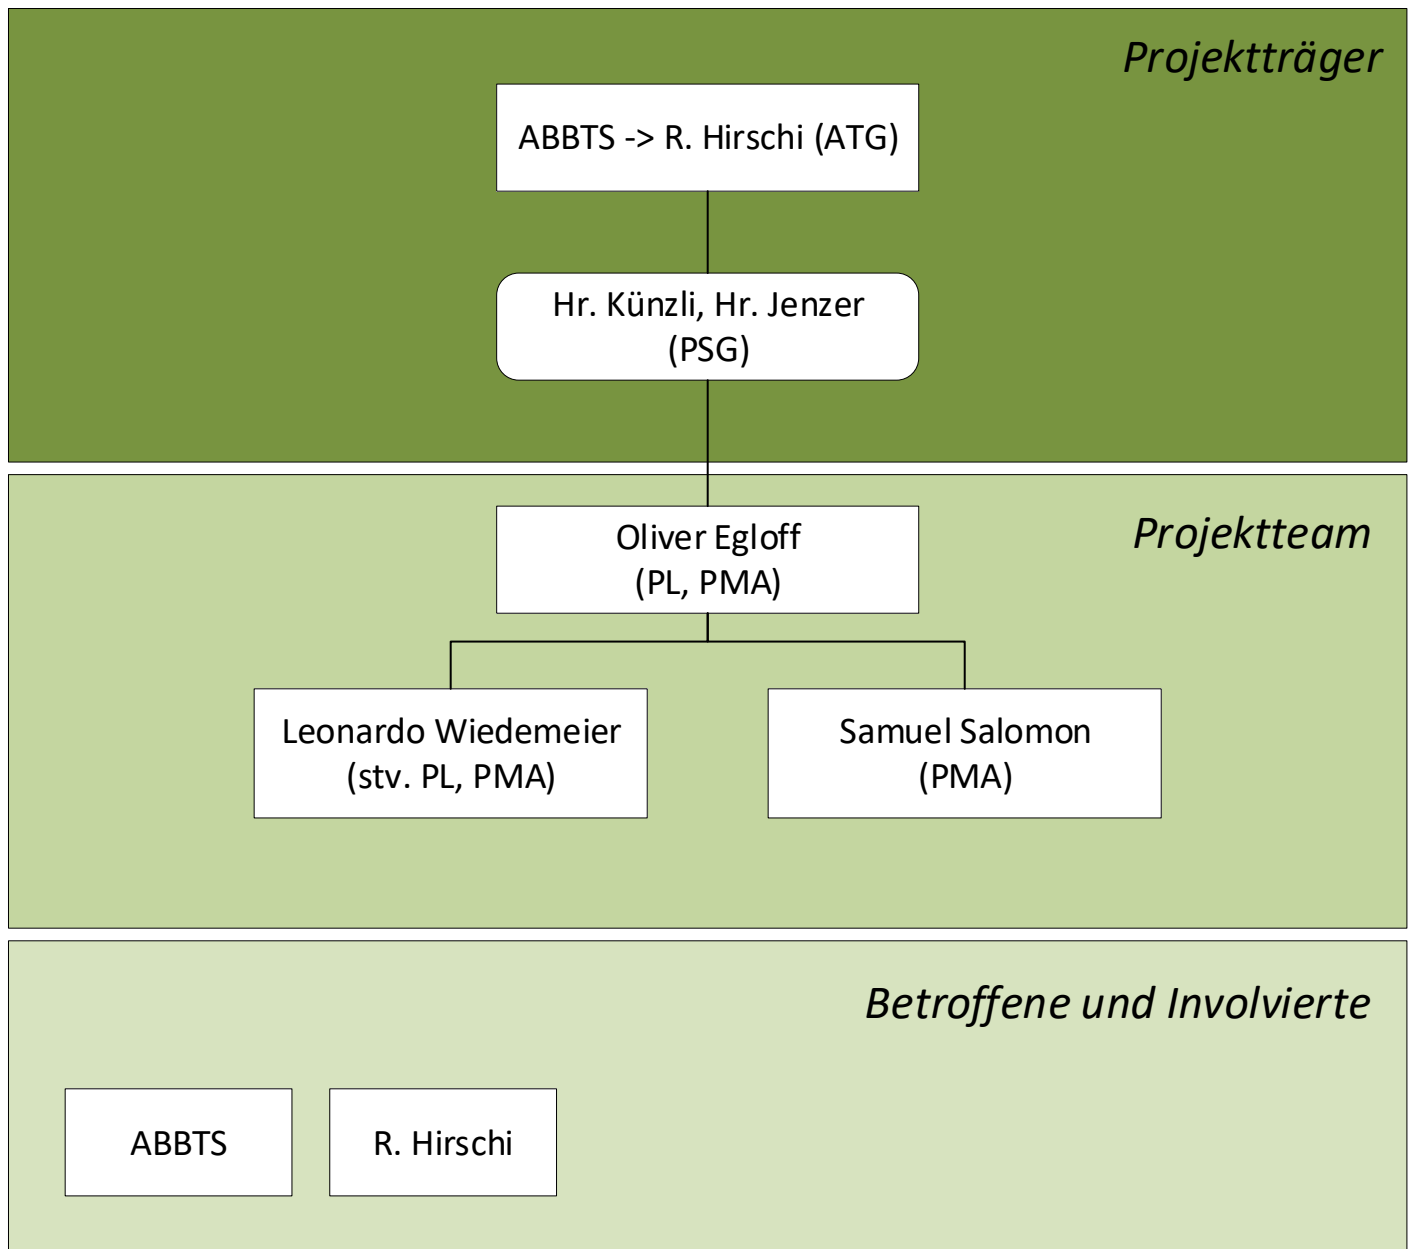 Projektträger
ABBTS -> R. Hirschi (ATG)
Hr. Künzli, Hr. Jenzer
(PSG)
Projektteam
Oliver Egloff
(PL, PMA)
Leonardo Wiedemeier
(stv. PL, PMA)
Samuel Salomon
(PMA)
Betroffene und Involvierte
ABBTS
R. Hirschi